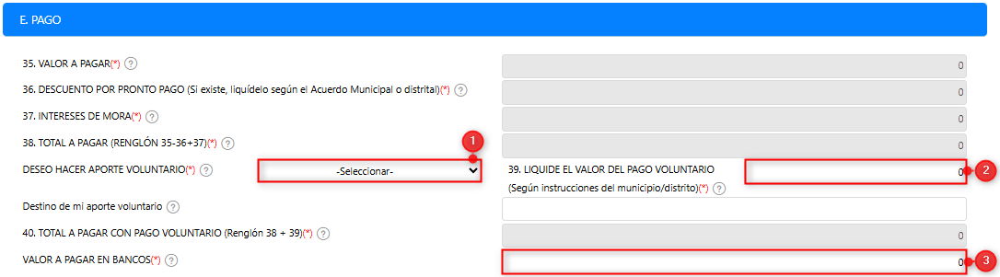 E. PAGO
35. VALOR A PAGAR(*) ? 0
36. DESCUENTO POR PRONTO PAGO (Si existe, liquídelo según el Acuerdo Municipal o distrital)(*) ? 0
37. INTERESES DE MORA(*) ? 0
38. TOTAL A PAGAR (RENGLÓN 35-36+37)(*) ? 0
1
DESEO HACER APORTE VOLUNTARIO(*) ? -Seleccionar- 39. LIQUIDE EL VALOR DEL PAGO VOLUNTARIO 0 2
(Según instrucciones del municipio/distrito)(*) ?
Destino de mi aporte voluntario ?
40. TOTAL A PAGAR CON PAGO VOLUNTARIO (Renglón 38 + 39)(*) ? 0
VALOR A PAGAR EN BANCOS(*) ? 0 3